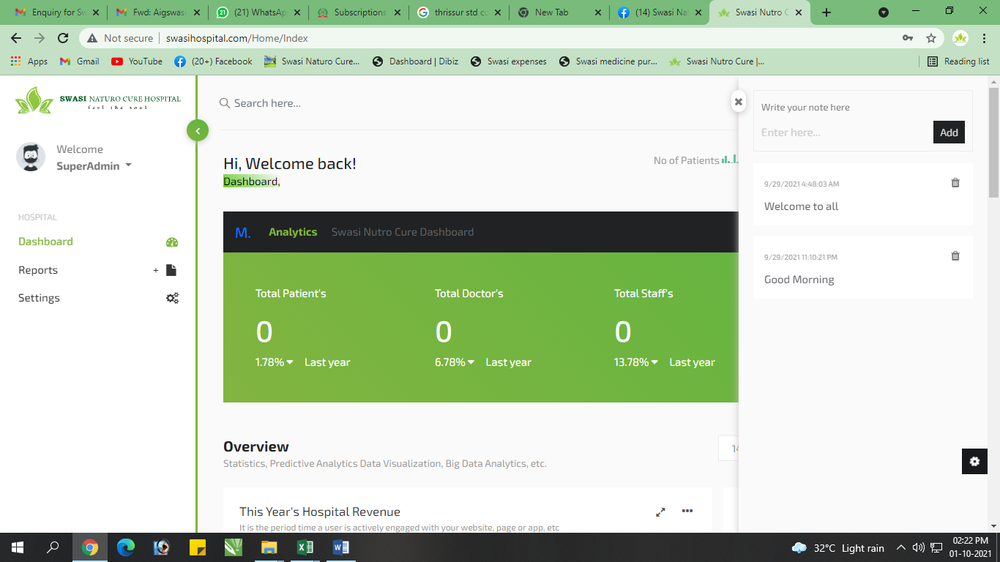 Enquiry for Sw
Fwd: Aigswasi
(21) WhatsApp
Subscriptions
thrissur std co
New Tab
(14) Swasi Nat
Swasi Nutro C
Not secure
swasihospital.com/Home/Index
Apps
Gmail
YouTube
(20+) Facebook
Swasi Naturo Cure...
Dashboard | Dibiz
Swasi expenses
Swasi medicine pur...
Swasi Nutro Cure |...
Reading list
SWASI NATURO CURE HOSPITAL
feel the soul
Welcome
SuperAdmin
HOSPITAL
Dashboard
Reports +
Settings
Search here...
Hi, Welcome back!
Dashboard,
No of Patients
M. Analytics Swasi Nutro Cure Dashboard
Total Patient's
0
1.78% Last year
Total Doctor's
0
6.78% Last year
Total Staff's
0
13.78% Last year
Overview
Statistics, Predictive Analytics Data Visualization, Big Data Analytics, etc.
14
This Year's Hospital Revenue
It is the period time a user is actively engaged with your website, page or app, etc
Write your note here
Enter here...
Add
9/29/2021 4:48:03 AM
Welcome to all
9/29/2021 11:10:21 PM
Good Morning
32°C Light rain
02:22 PM
01-10-2021